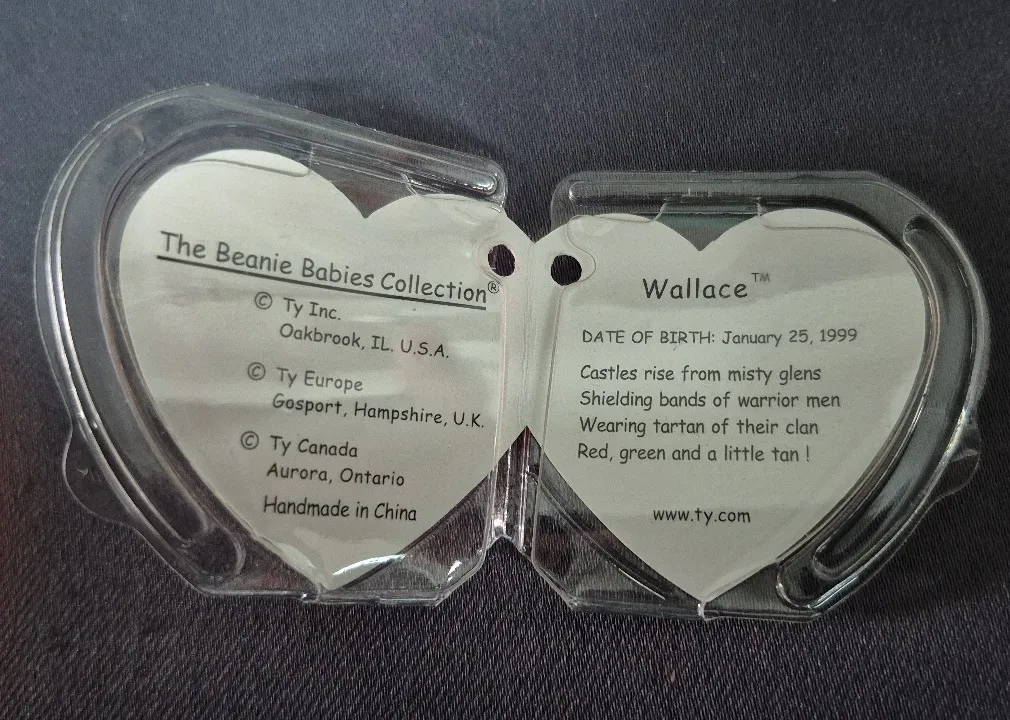 The Beanie Babies Collection®
© Ty Inc.
Oakbrook, IL. U.S.A.
© Ty Europe
Gosport, Hampshire, U.K.
© Ty Canada
Aurora, Ontario
Handmade in China
Wallace™
DATE OF BIRTH: January 25, 1999
Castles rise from misty glens
Shielding bands of warrior men
Wearing tartan of their clan
Red, green and a little tan !
www.ty.com